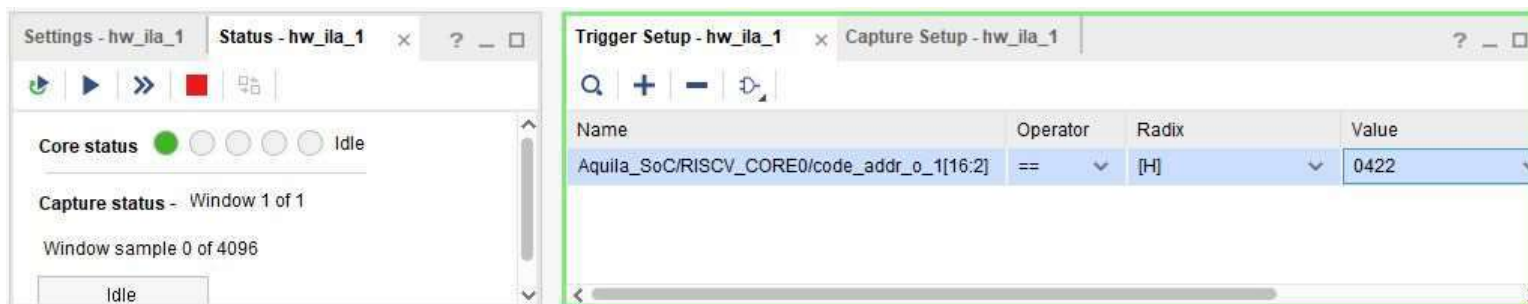 Settings - hw_ila_1
Status - hw_ila_1
Core status Idle
Capture status - Window 1 of 1
Window sample 0 of 4096
Idle
Trigger Setup - hw_ila_1
Capture Setup - hw_ila_1
Name Operator Radix Value
Aquila_SoC/RISCV_CORE0/code_addr_o_1[16:2] == [H] 0422